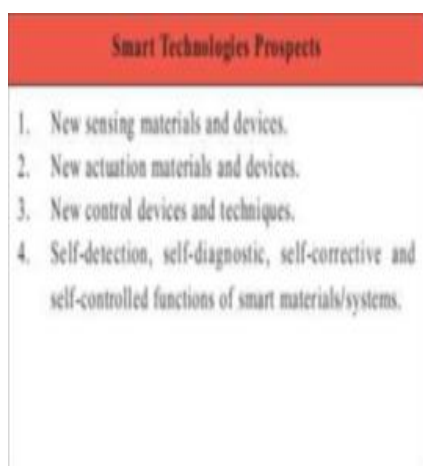 Smart Technologies Prospects
1. New sensing materials and devices.
2. New actuation materials and devices.
3. New control devices and techniques.
4. Self-detection, self-diagnostic, self-corrective and
self-controlled functions of smart materials/systems.